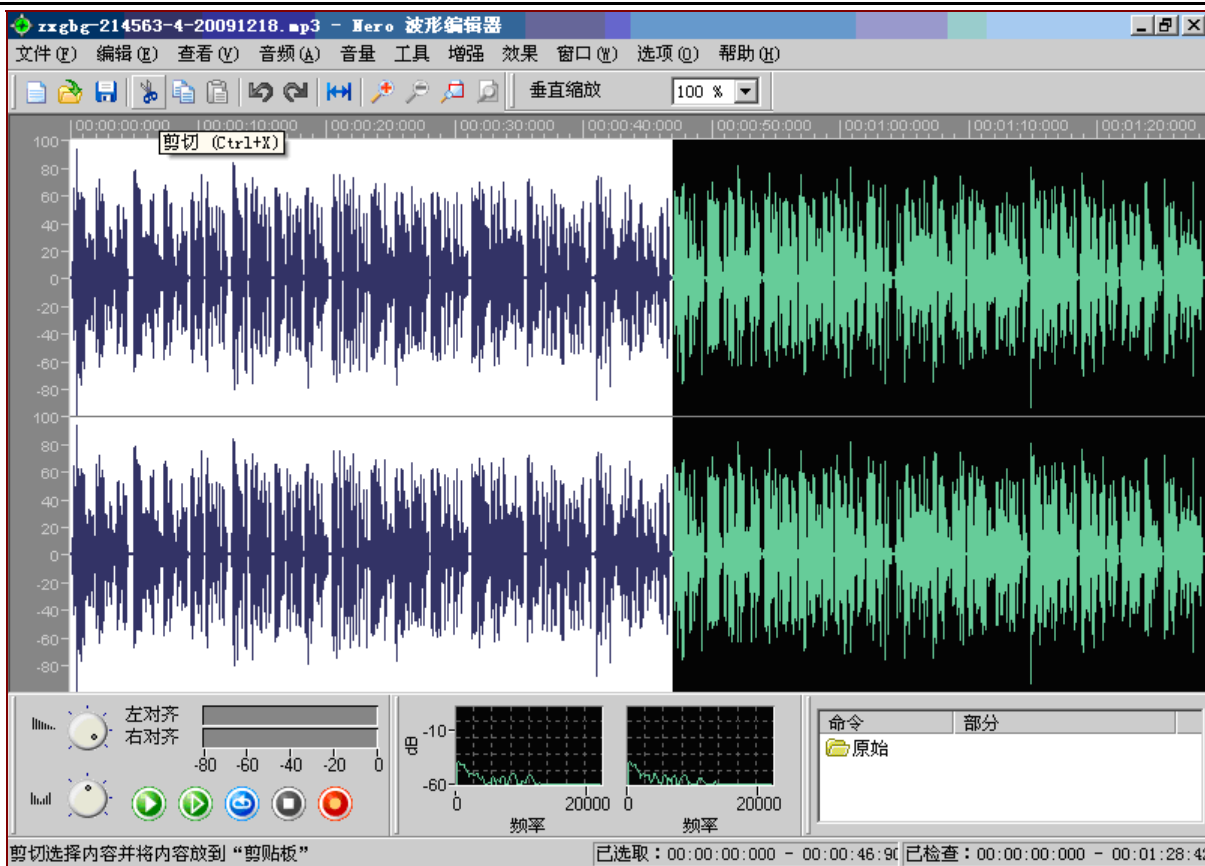 zxgbg-214563-4-20091218.mp3 - Nero 波形编辑器
文件(F) 编辑(E) 查看(V) 音频(A) 音量 工具 增强 效果 窗口(W) 选项(O) 帮助(H)
垂直缩放 100 %
00:00:00:000 00:00:10:000 00:00:20:000 00:00:30:000 00:00:40:000 00:00:50:000 00:01:00:000 00:01:10:000 00:01:20:000
剪切 (Ctrl+X)
100
80
60
40
20
0
-20
-40
-60
-80
100
80
60
40
20
0
-20
-40
-60
-80
左对齐
右对齐
-80 -60 -40 -20 0
dB
-10
-60
0 20000
频率
0 20000
频率
命令 部分
原始
剪切选择内容并将内容放到“剪贴板” 已选取：00:00:00:000 - 00:00:46:90 已检查：00:00:00:000 - 00:01:28:42